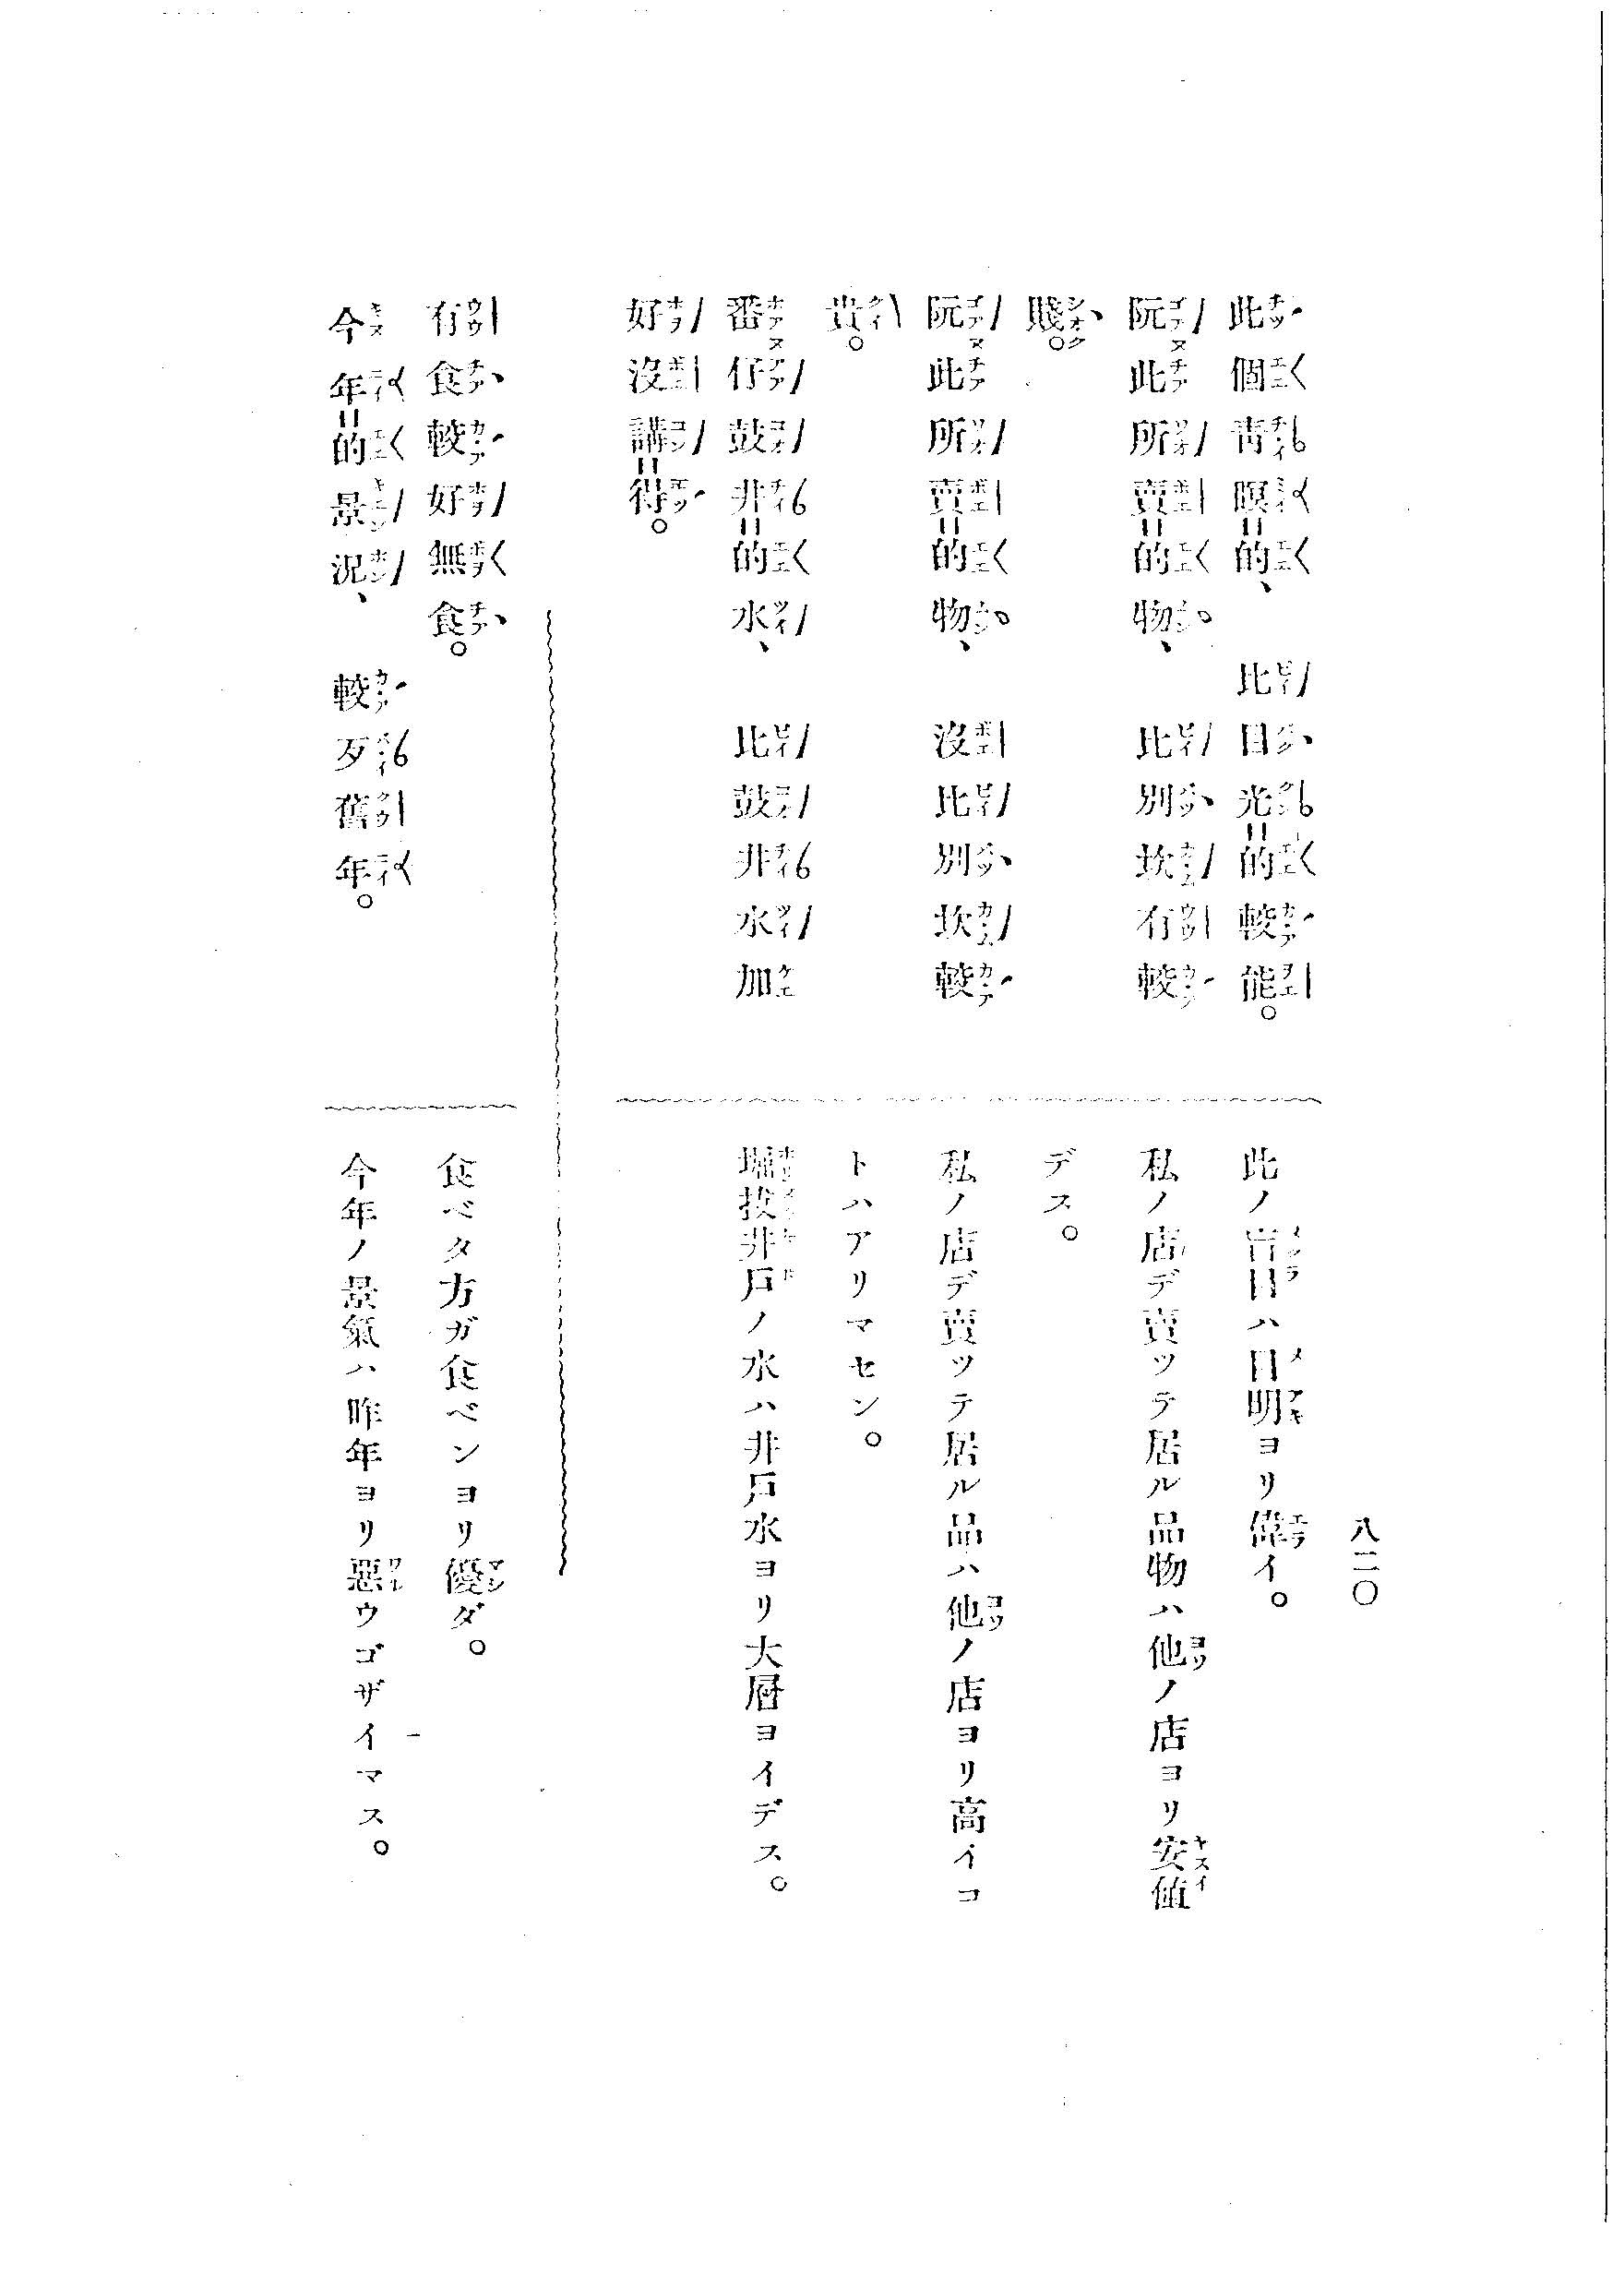 八二〇
此個靑瞑＝的、比目光＝的較能。
阮此所賣＝的物、比別坎有較
賤。
阮此所賣＝的物、沒比別坎較
貴。
番仔鼓井＝的水、比鼓井水加
好沒講＝得。
此ノ盲目ハ目明ヨリ偉イ。
私ノ店デ賣ツテ居ル品物ハ他ノ店ヨリ安値
デス。
私ノ店デ賣ツテ居ル品ハ他ノ店ヨリ高イコ
トハアリマセン。
堀拔井戶ノ水ハ井戶水ヨリ大層ヨイデス。
有食較好無食。
今年＝的景況、較歹舊年。
食ベタ方ガ食ベンヨリ優ダ。
今年ノ景氣ハ昨年ヨリ惡ウゴザイマス。